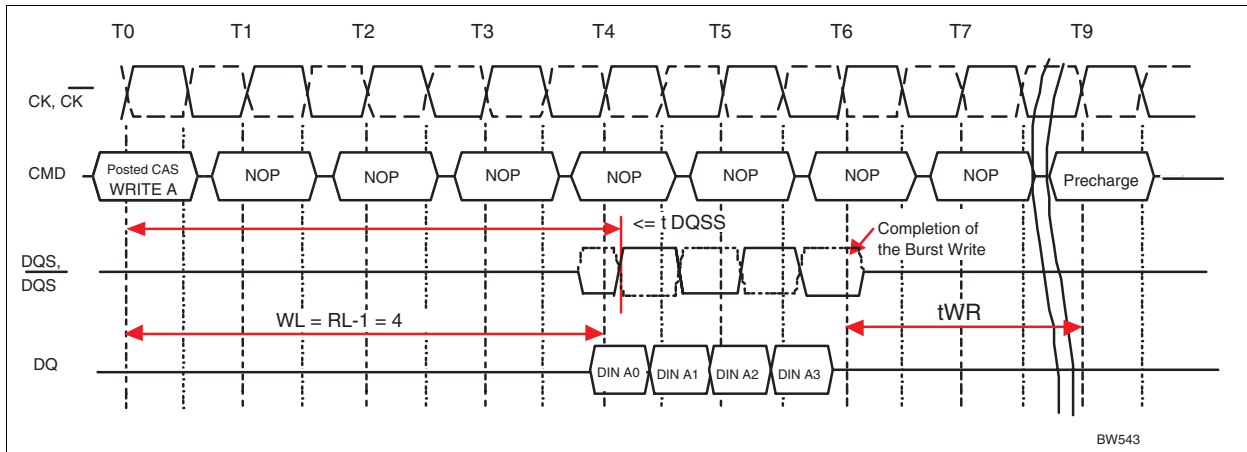 T0 T1 T2 T3 T4 T5 T6 T7 T9
CK, CK
CMD
Posted CAS
WRITE A
NOP NOP NOP NOP NOP NOP NOP Precharge
<= t DQSS
Completion of
the Burst Write
DQS,
DQS
WL = RL-1 = 4
tWR
DQ
DIN A0 DIN A1 DIN A2 DIN A3
BW543